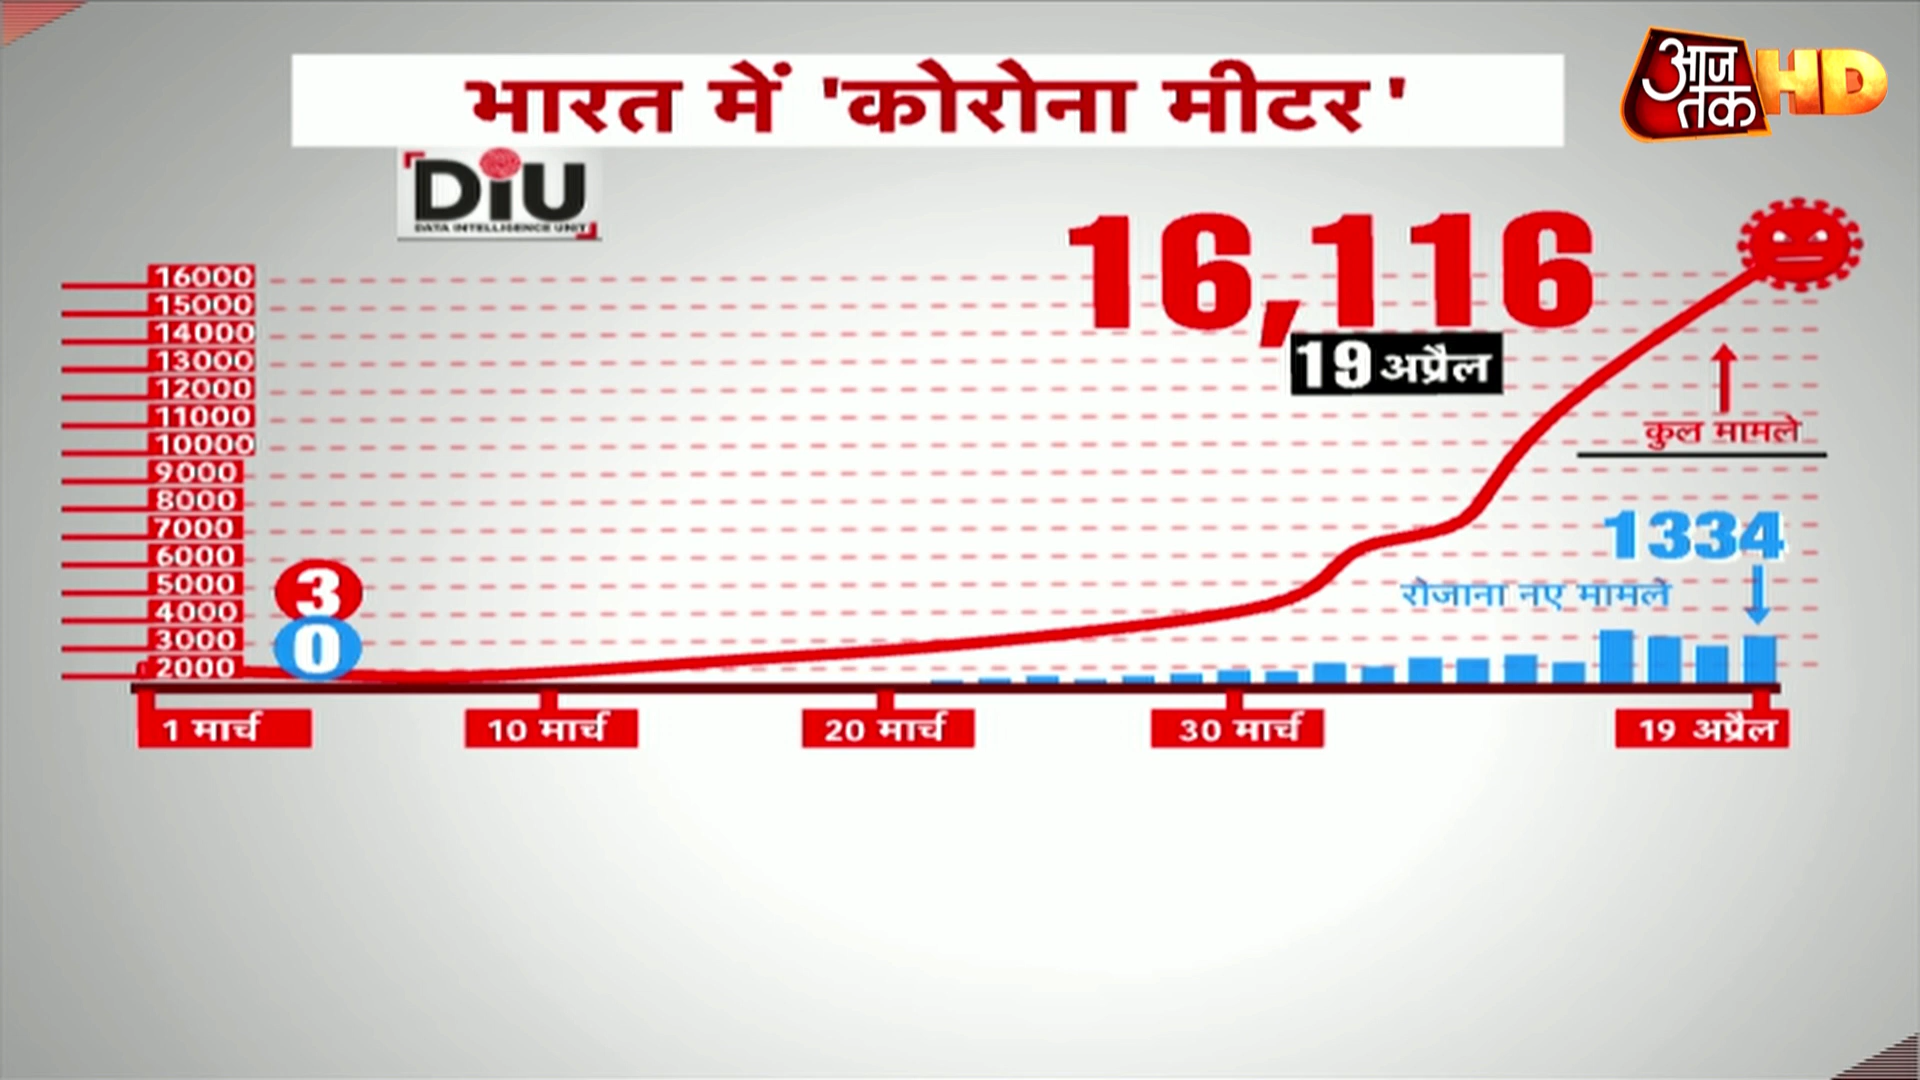 भारत में 'कोरोना मीटर'
आज तक HD
DIU
DATA INTELLIGENCE UNIT
16,116
19 अप्रैल
16000
15000
14000
13000
12000
11000
10000
9000
8000
7000
6000
5000
4000
3000
2000
3
0
कुल मामले
1334
रोजाना नए मामले
1 मार्च
10 मार्च
20 मार्च
30 मार्च
19 अप्रैल